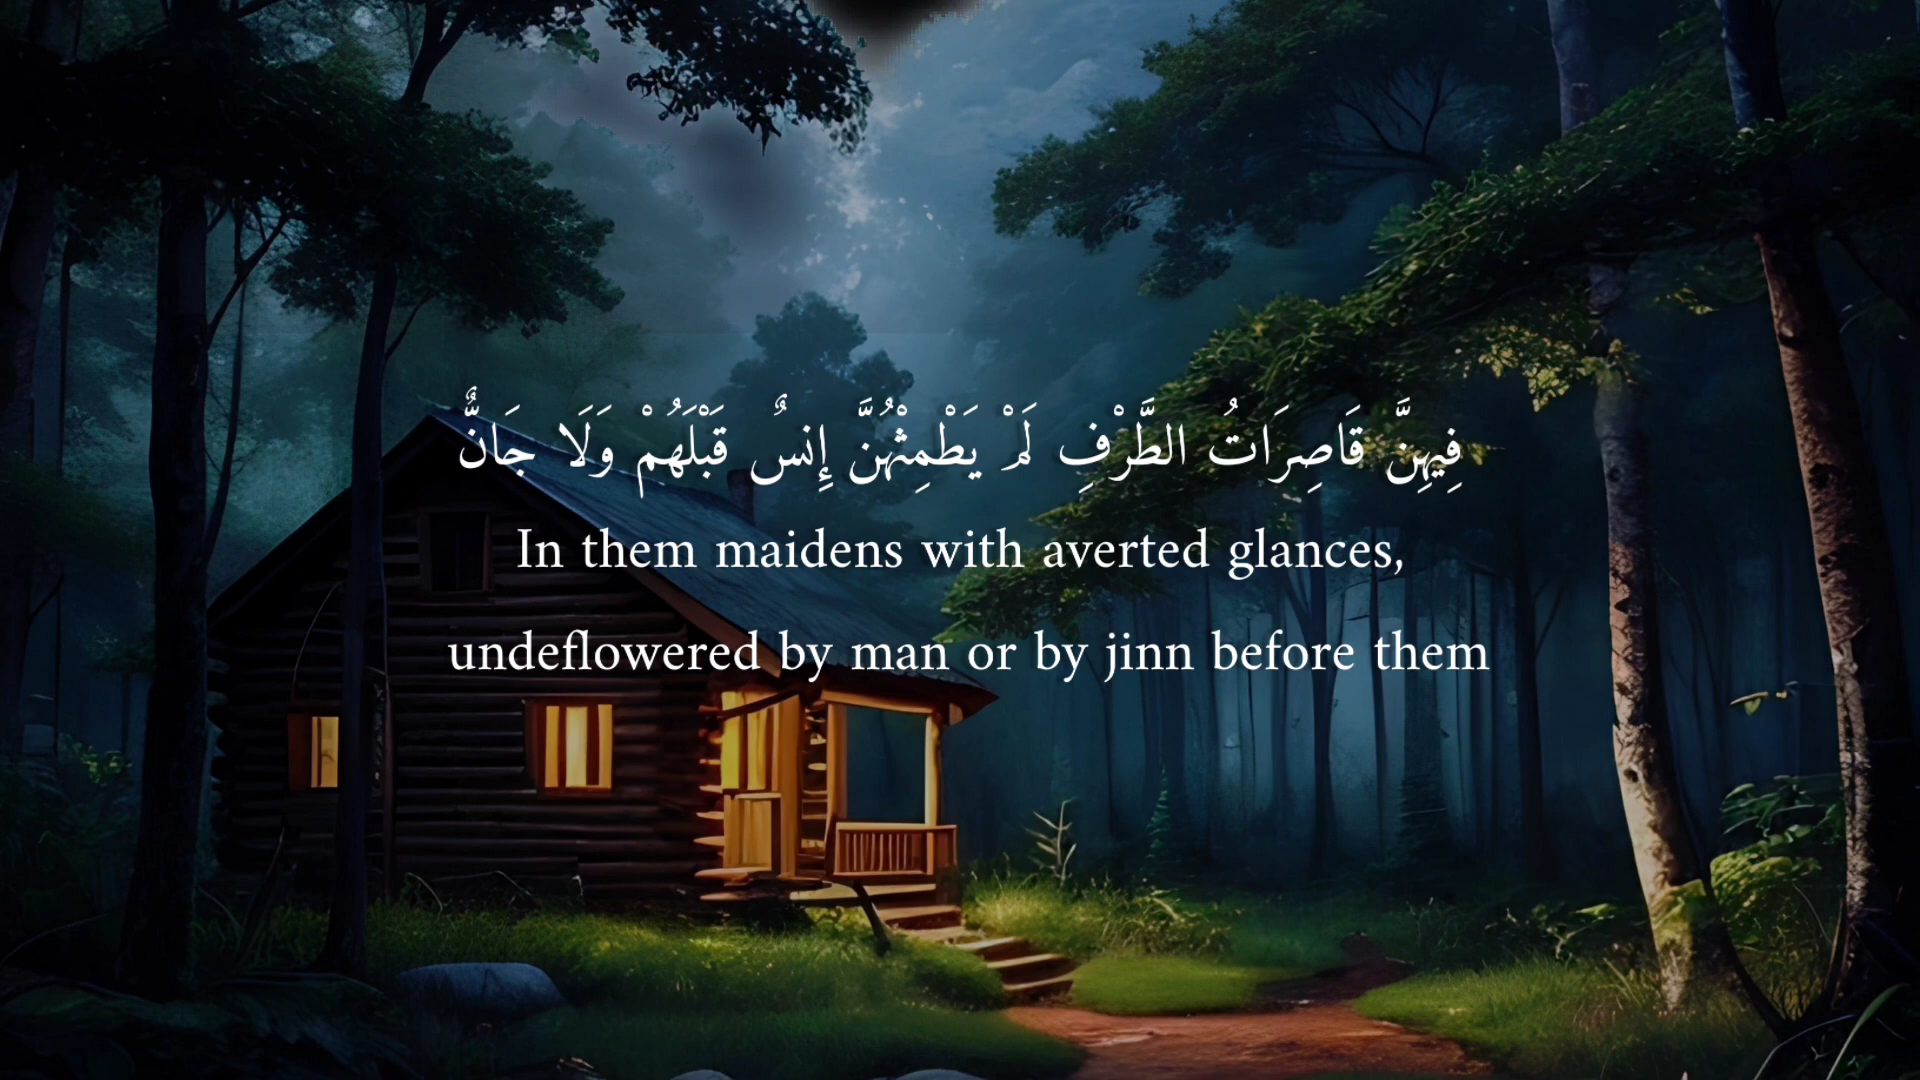 فِيهِنَّ قَاصِرَاتُ الطَّرْفِ لَمْ يَطْمِثْهُنَّ إِنسٌ قَبْلَهُمْ وَلَا جَانٌّ
In them maidens with averted glances,
undeflowered by man or by jinn before them